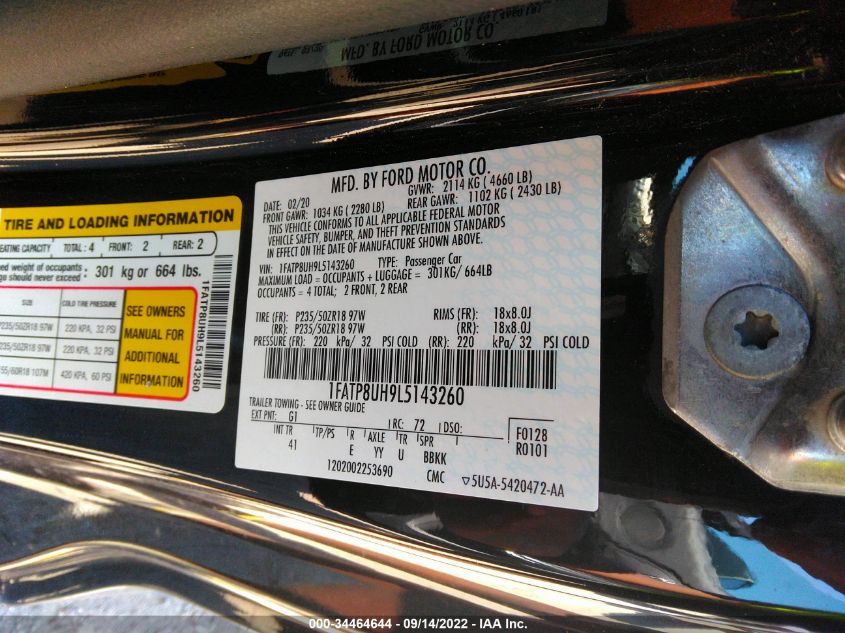 MFD. BY FORD MOTOR CO.
TIRE AND LOADING INFORMATION
SEATING CAPACITY TOTAL : 4 FRONT: 2 REAR: 2
weight of occupants : 301 kg or 664 lbs.
should never exceed :
SIZE COLD TIRE PRESSURE
P235/50ZR18 97W 220 KPA, 32 PSI
P235/50ZR18 97W 220 KPA, 32 PSI
55/60R18 107M 420 KPA, 60 PSI
SEE OWNERS
MANUAL FOR
ADDITIONAL
INFORMATION
1FATP8UH9L5143260
MFD. BY FORD MOTOR CO.
DATE: 02/20 GVWR: 2114 KG ( 4660 LB)
FRONT GAWR: 1034 KG ( 2280 LB) REAR GAWR: 1102 KG ( 2430 LB)
THIS VEHICLE CONFORMS TO ALL APPLICABLE FEDERAL MOTOR
VEHICLE SAFETY, BUMPER, AND THEFT PREVENTION STANDARDS
IN EFFECT ON THE DATE OF MANUFACTURE SHOWN ABOVE.
VIN: 1FATP8UH9L5143260 TYPE: Passenger Car
MAXIMUM LOAD = OCCUPANTS + LUGGAGE = 301KG/ 664LB
OCCUPANTS = 4 TOTAL; 2 FRONT, 2 REAR
TIRE (FR): P235/50ZR18 97W RIMS (FR): 18x8.0J
(RR): P235/50ZR18 97W (RR): 18x8.0J
PRESSURE (FR): 220 kPa/ 32 PSI COLD (RR): 220 kPa/ 32 PSI COLD
1FATP8UH9L5143260
TRAILER TOWING - SEE OWNER GUIDE
EXT PNT: G1 RC: 72 DSO: F0128
INT TR TP/PS R AXLE TR SPR R0101
41 E YY U BBKK
1202002253690 CMC ▽5U5A-5420472-AA
000-34464644 / 09/14/2022 - IAA Inc.